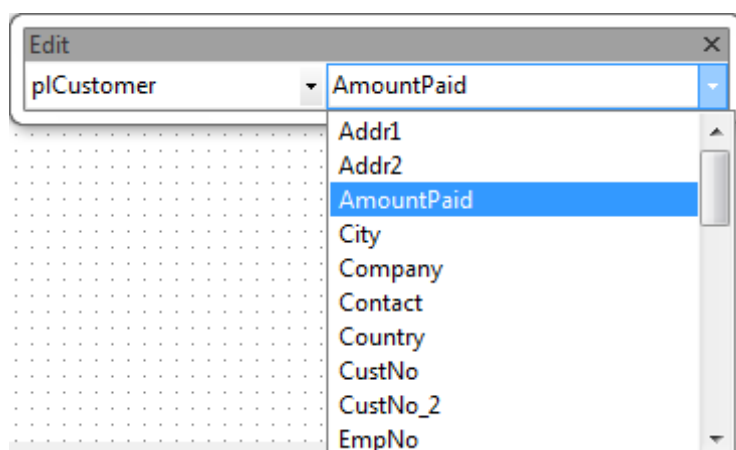 Edit
plCustomer AmountPaid
Addr1
Addr2
AmountPaid
City
Company
Contact
Country
CustNo
CustNo_2
EmpNo